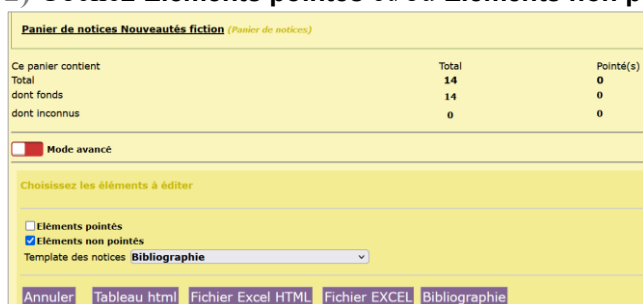 Panier de notices Nouveautés fiction (Panier de notices)
Ce panier contient Total Pointé(s)
Total 14 0
dont fonds 14 0
dont inconnus 0 0
Mode avancé
Choisissez les éléments à éditer
Eléments pointés
Eléments non pointés
Template des notices Bibliographie
Annuler Tableau html Fichier Excel HTML Fichier EXCEL Bibliographie